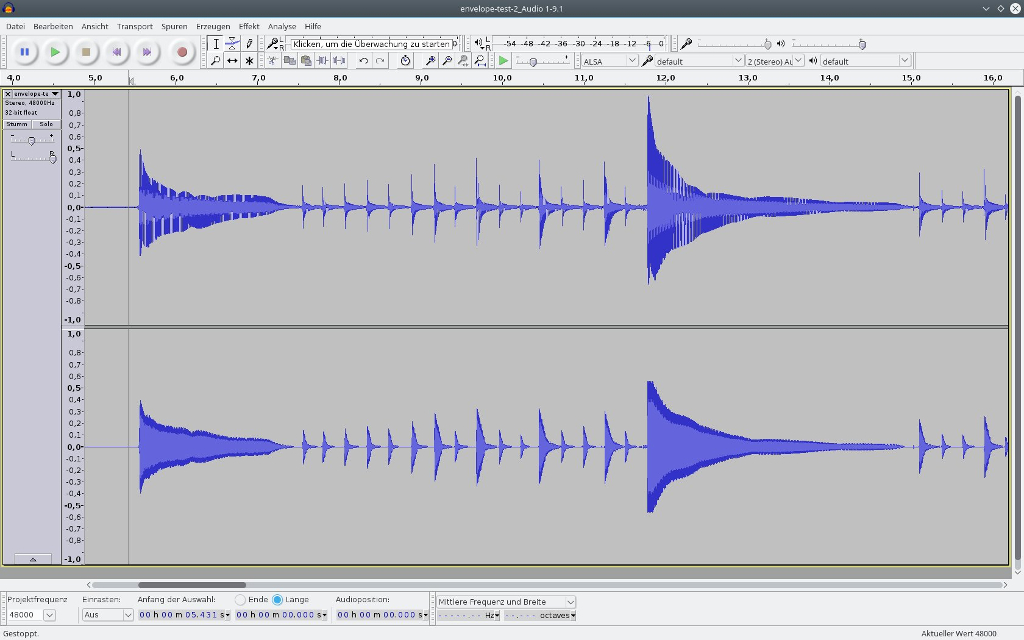 envelope-test-2_Audio 1-9.1
Datei Bearbeiten Ansicht Transport Spuren Erzeugen Effekt Analyse Hilfe
Klicken, um die Überwachung zu starten
-54 -48 -42 -36 -30 -24 -18 -12 -6 0
ALSA default 2 (Stereo) Au default
4,0 5,0 6,0 7,0 8,0 9,0 10,0 11,0 12,0 13,0 14,0 15,0 16,0
envelope-te
Stereo, 48000Hz
32-bit float
Stumm Solo
- +
L R
1,0
0,8
0,7
0,6
0,5
0,4
0,3
0,2
0,1
0,0
-0,1
-0,2
-0,3
-0,4
-0,5
-0,6
-0,7
-0,8
-1,0
1,0
0,8
0,7
0,6
0,5
0,4
0,3
0,2
0,1
0,0
-0,1
-0,2
-0,3
-0,4
-0,5
-0,6
-0,7
-0,8
-1,0
Projektfrequenz Einrasten: Anfang der Auswahl: Ende Länge Audioposition: Mittlere Frequenz und Breite
48000 Aus 00 h 00 m 05.431 s 00 h 00 m 00.000 s 00 h 00 m 00.000 s Hz octaves
Gestoppt. Aktueller Wert 48000